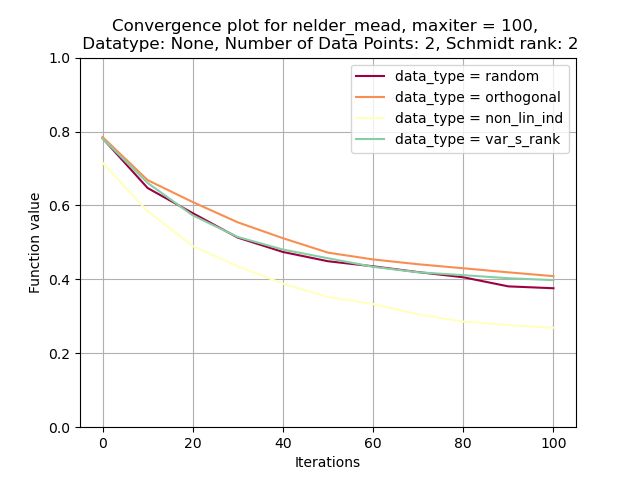 Convergence plot for nelder_mead, maxiter = 100,
Datatype: None, Number of Data Points: 2, Schmidt rank: 2
data_type = random
data_type = orthogonal
data_type = non_lin_ind
data_type = var_s_rank
Function value
1.0
0.8
0.6
0.4
0.2
0.0
0 20 40 60 80 100
Iterations